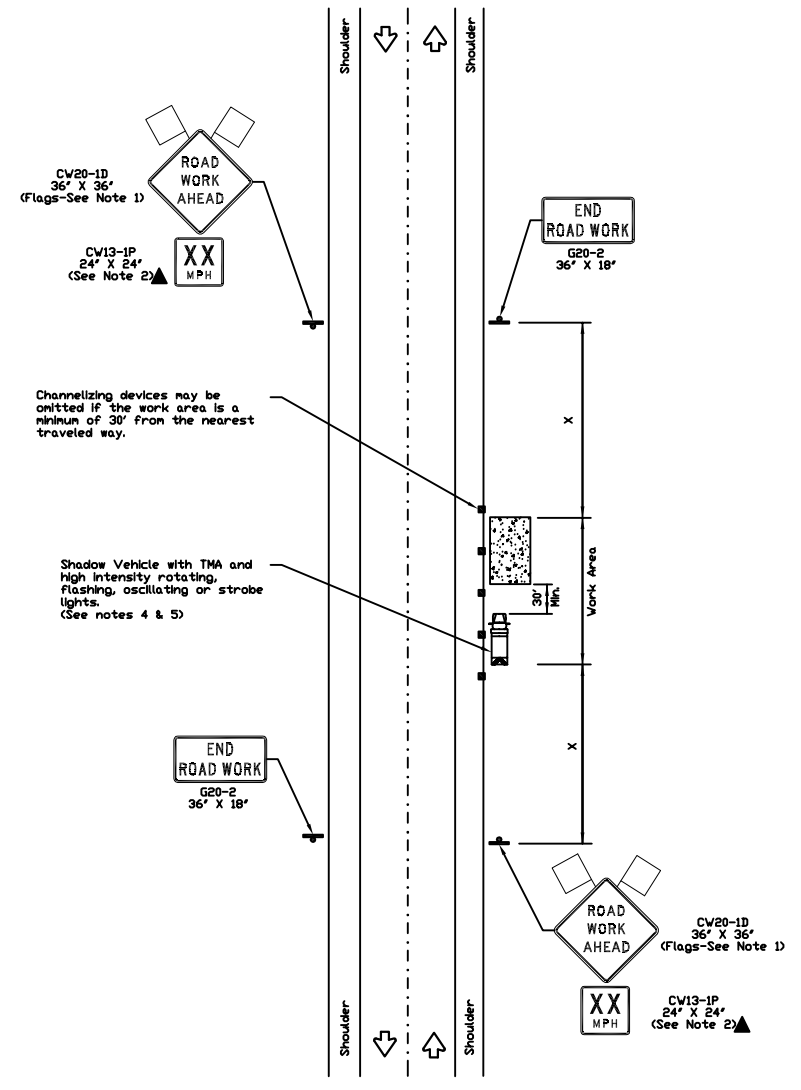 Shoulder
Shoulder
ROAD
WORK
AHEAD
CW20-1D
36" X 36"
(Flags-See Note 1)
XX
MPH
CW13-1P
24" X 24"
(See Note 2)
END
ROAD WORK
G20-2
36" X 18"
Channelizing devices may be
omitted if the work area is a
minimum of 30' from the nearest
traveled way.
X
Shadow Vehicle with TMA and
high intensity rotating,
flashing, oscillating or strobe
lights.
(See notes 4 & 5)
30'
Min.
Work Area
X
END
ROAD WORK
G20-2
36" X 18"
ROAD
WORK
AHEAD
CW20-1D
36" X 36"
(Flags-See Note 1)
XX
MPH
CW13-1P
24" X 24"
(See Note 2)
Shoulder
Shoulder